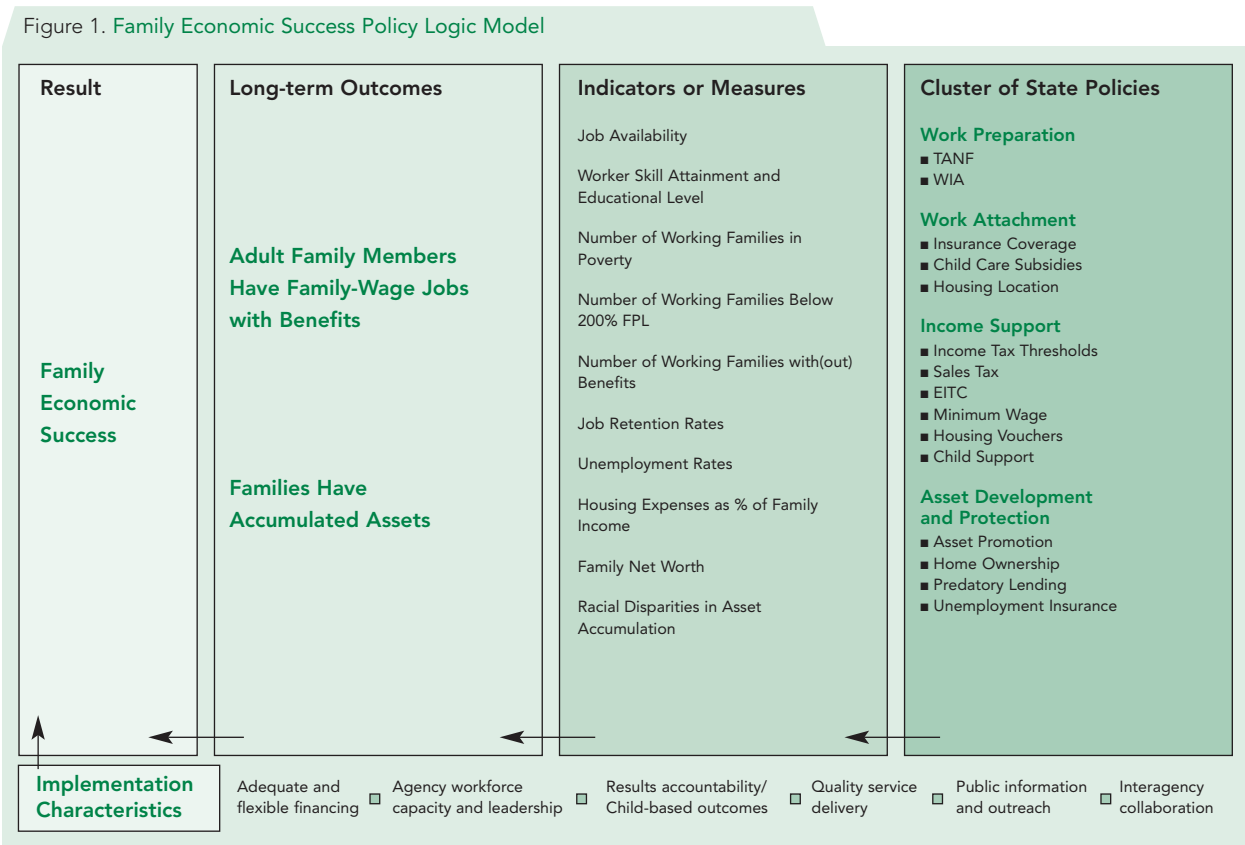 Figure 1. Family Economic Success Policy Logic Model
Result
Family
Economic
Success
Long-term Outcomes
Adult Family Members
Have Family-Wage Jobs
with Benefits
Families Have
Accumulated Assets
Indicators or Measures
Job Availability
Worker Skill Attainment and
Educational Level
Number of Working Families in
Poverty
Number of Working Families Below
200% FPL
Number of Working Families with(out)
Benefits
Job Retention Rates
Unemployment Rates
Housing Expenses as % of Family
Income
Family Net Worth
Racial Disparities in Asset
Accumulation
Cluster of State Policies
Work Preparation
■ TANF
■ WIA
Work Attachment
■ Insurance Coverage
■ Child Care Subsidies
■ Housing Location
Income Support
■ Income Tax Thresholds
■ Sales Tax
■ EITC
■ Minimum Wage
■ Housing Vouchers
■ Child Support
Asset Development
and Protection
■ Asset Promotion
■ Home Ownership
■ Predatory Lending
■ Unemployment Insurance
Implementation
Characteristics
Adequate and
flexible financing
Agency workforce
capacity and leadership
Results accountability/
Child-based outcomes
Quality service
delivery
Public information
and outreach
Interagency
collaboration